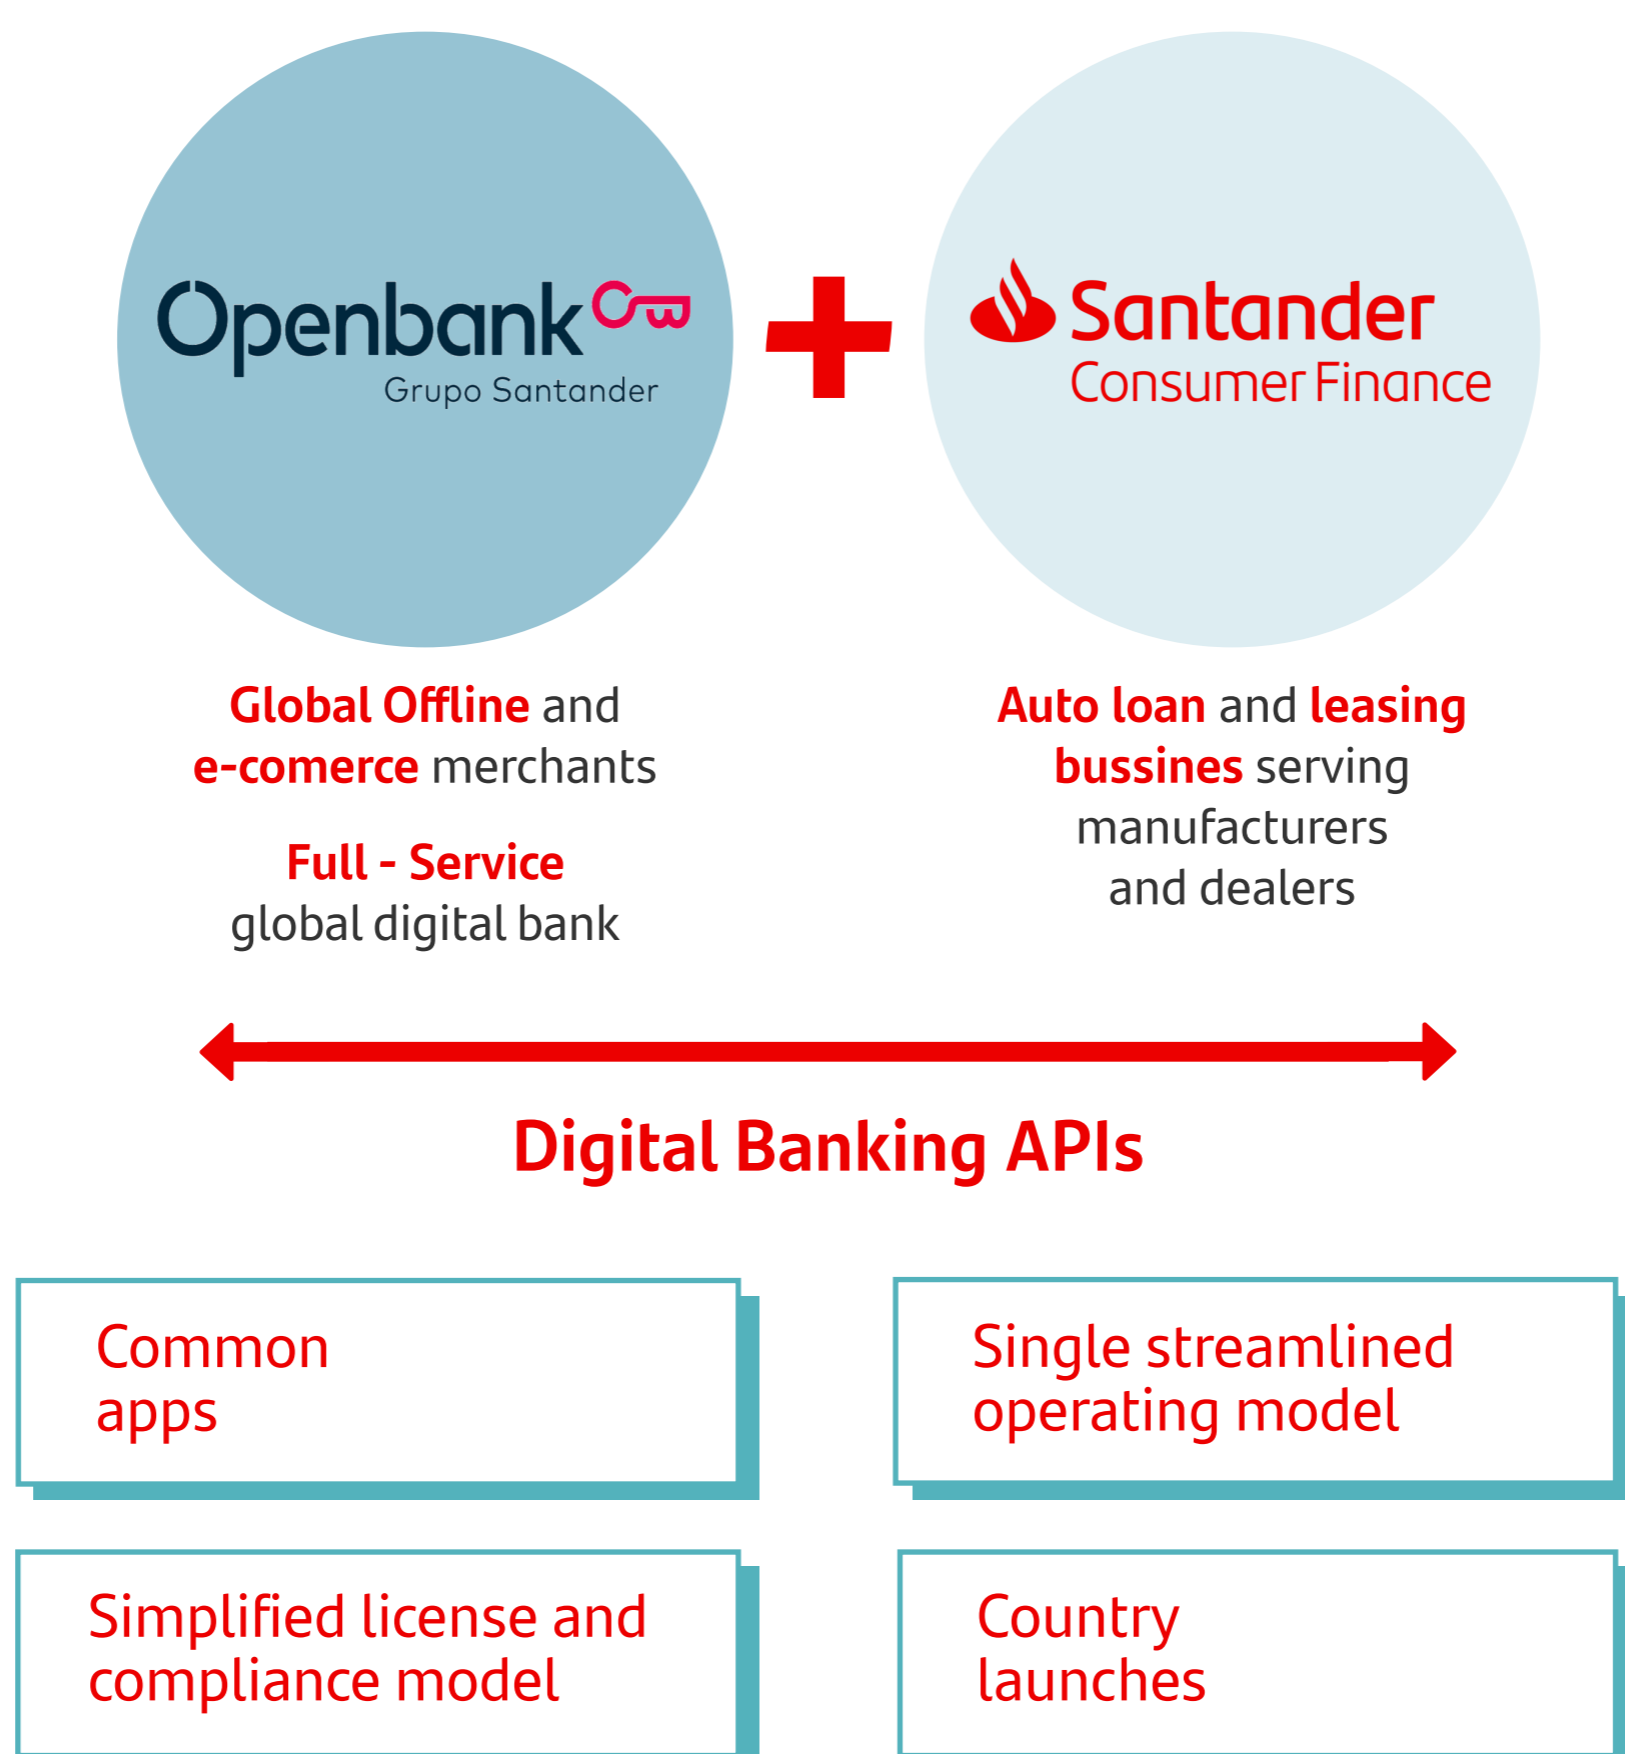 Openbank
Grupo Santander
Santander
Consumer Finance
Global Offline and
e-comerce merchants
Full - Service
global digital bank
Auto loan and leasing
bussines serving
manufacturers
and dealers
Digital Banking APIs
Common
apps
Single streamlined
operating model
Simplified license and
compliance model
Country
launches